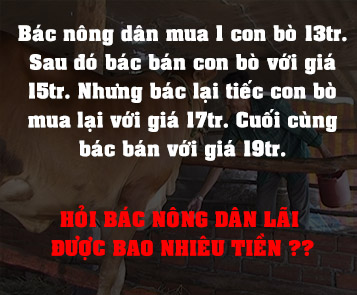 Bác nông dân mua 1 con bò 13tr.
Sau đó bác bán con bò với giá
15tr. Nhưng bác lại tiếc con bò
mua lại với giá 17tr. Cuối cùng
bác bán với giá 19tr.
HỎI BÁC NÔNG DÂN LÃI
ĐƯỢC BAO NHIÊU TIỀN ??